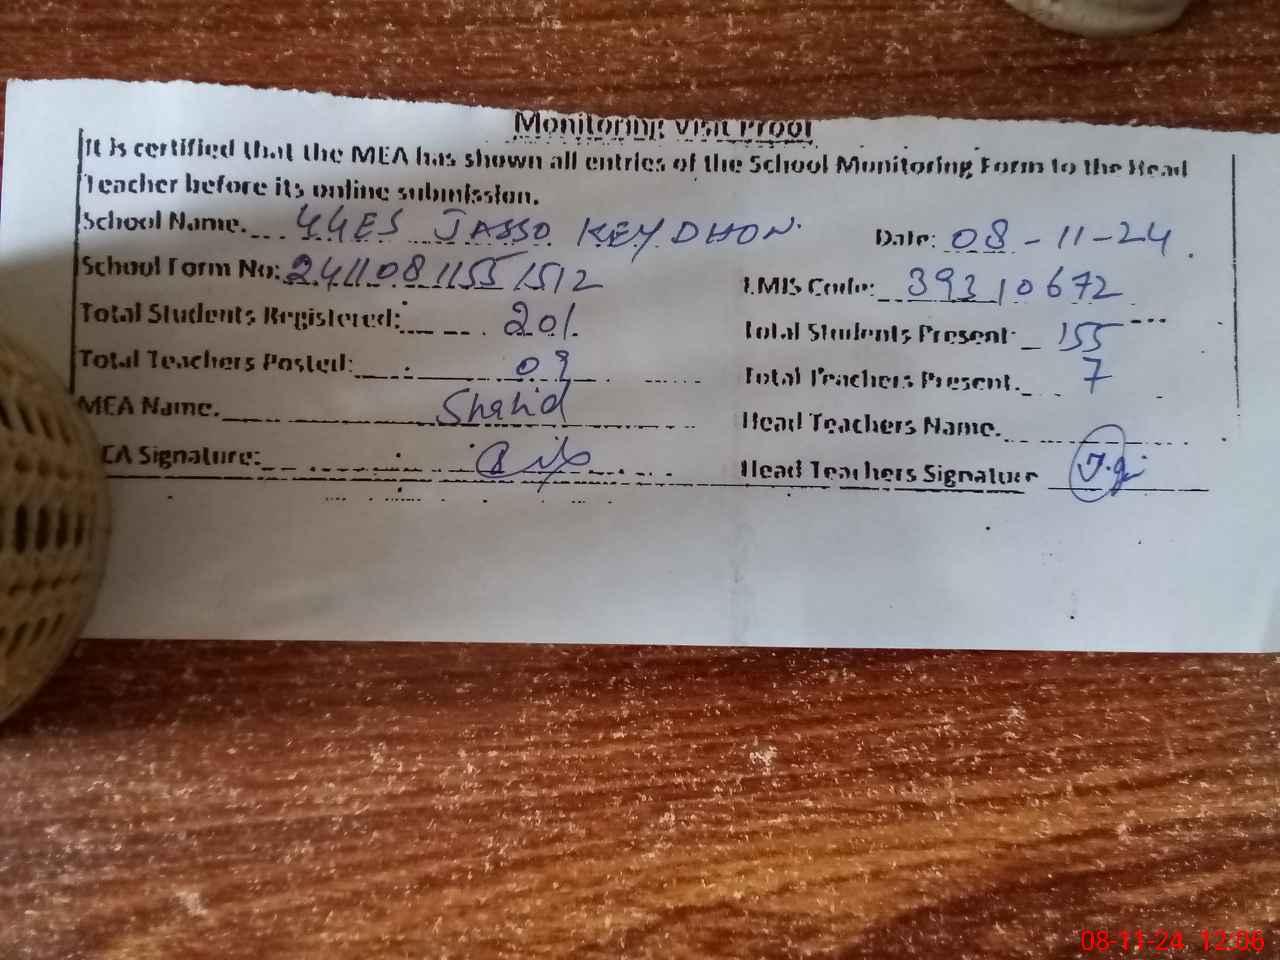 Monitoring Visit Proof
It is certified that the MEA has shown all entries of the School Monitoring Form to the Head
Teacher before its online submission.
School Name. GGES JASSO KEY DHON. Date: 08-11-24
School Form No: 241108115515 12 EMIS Code: 39310672
Total Students Registered: 201. Total Students Present 155
Total Teachers Posted: 09 Total Teachers Present. 7
MEA Name. Shahid Head Teachers Name.
EA Signature: Head Teachers Signature
08-11-24 12:06